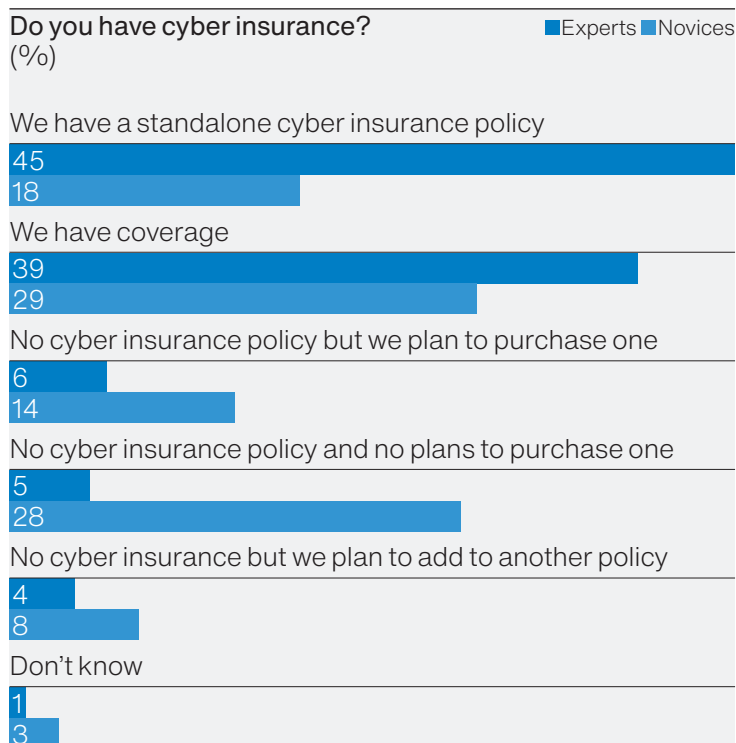 Do you have cyber insurance?
(%)
Experts Novices
We have a standalone cyber insurance policy
45
18
We have coverage
39
29
No cyber insurance policy but we plan to purchase one
6
14
No cyber insurance policy and no plans to purchase one
5
28
No cyber insurance but we plan to add to another policy
4
8
Don’t know
1
3